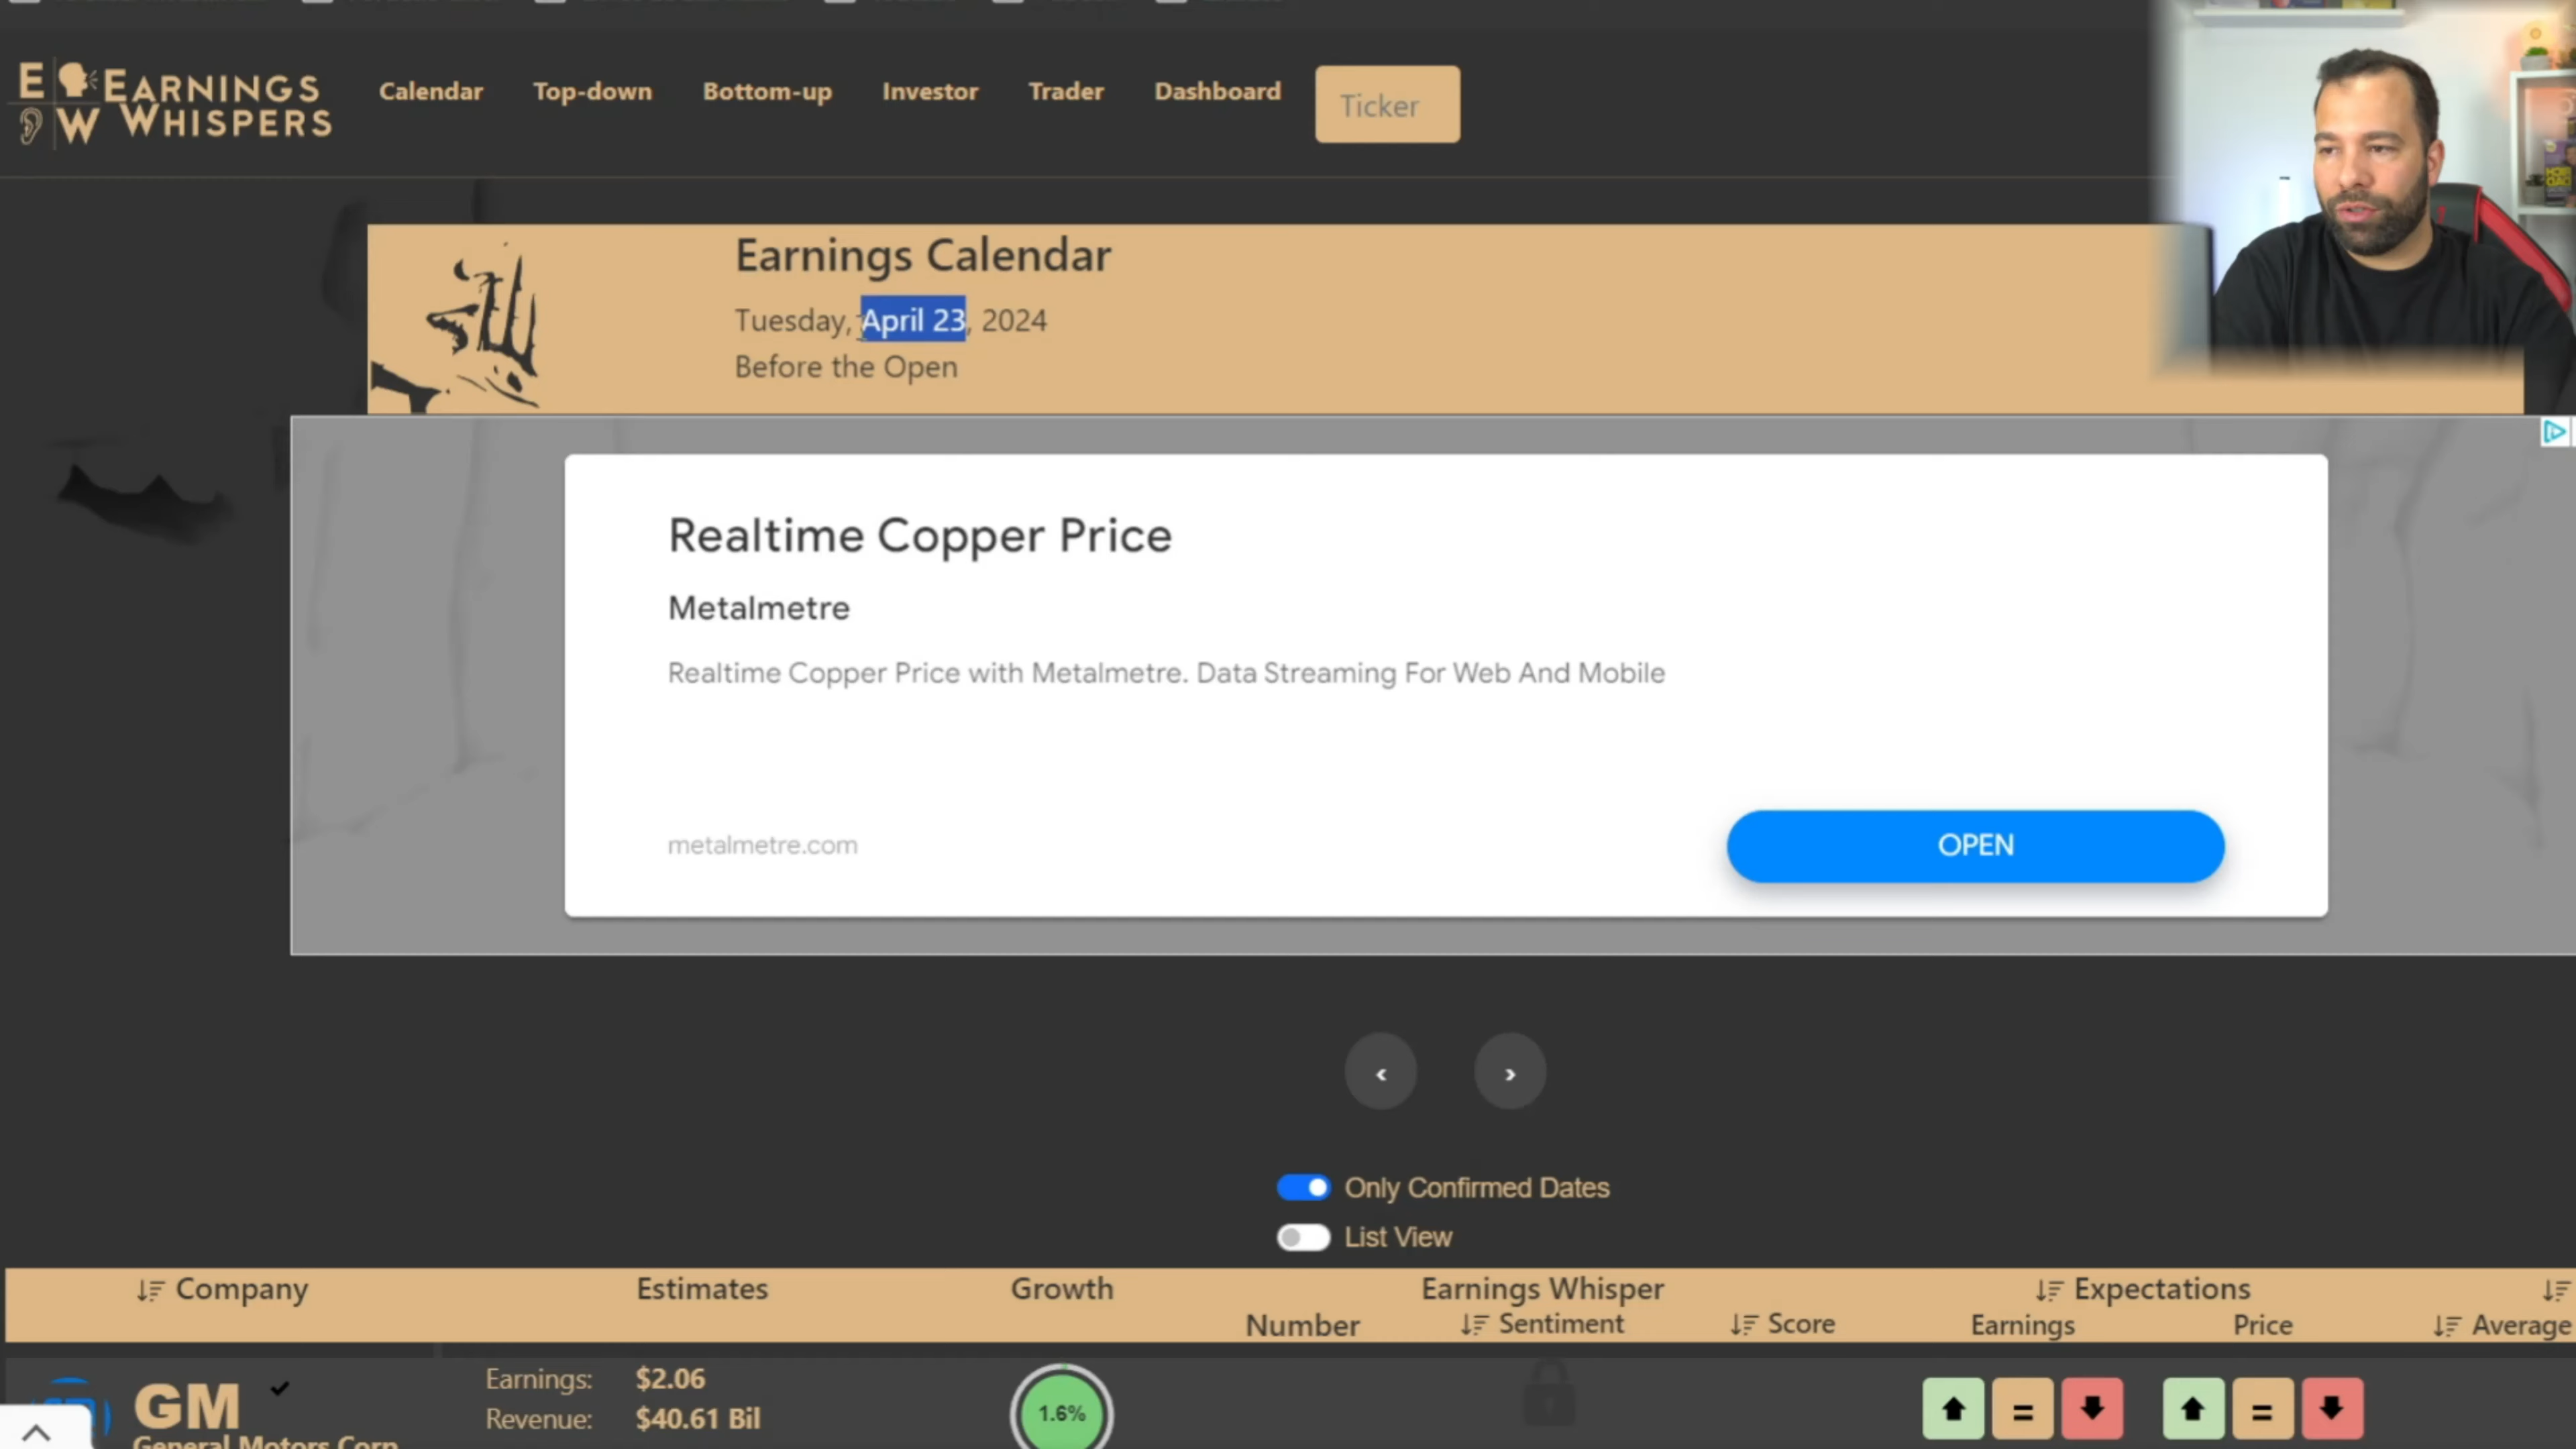 E EARNINGS
W WHISPERS
Calendar Top-down Bottom-up Investor Trader Dashboard Ticker
Earnings Calendar
Tuesday, April 23, 2024
Before the Open
Realtime Copper Price
Metalmetre
Realtime Copper Price with Metalmetre. Data Streaming For Web And Mobile
metalmetre.com OPEN
‹ ›
Only Confirmed Dates
List View
Company Estimates Growth Earnings Whisper Expectations
Number Sentiment Score Earnings Price Average
GM Earnings: $2.06
Revenue: $40.61 Bil 1.6% = =
General Motors Corp